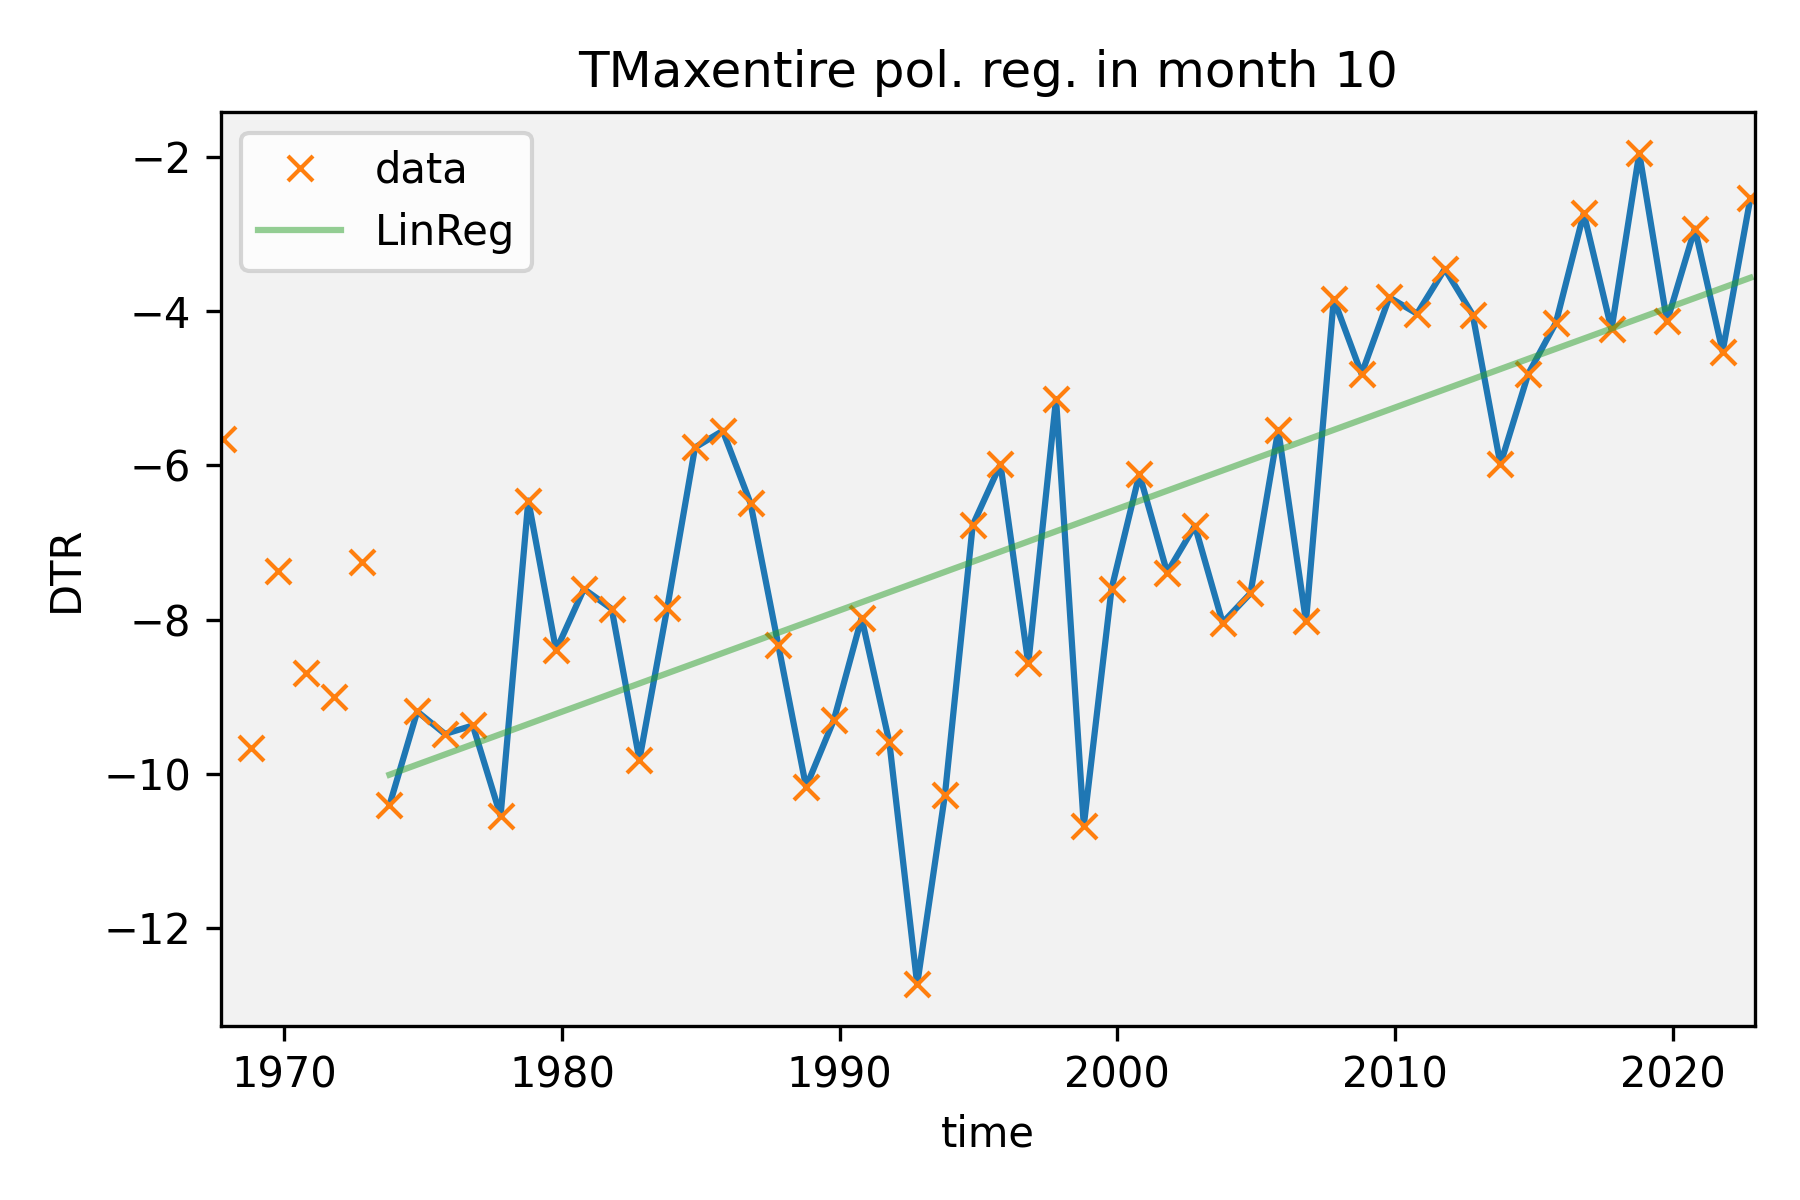 TMaxentire pol. reg. in month 10
data
LinReg
−2
−4
−6
−8
−10
−12
DTR
1970 1980 1990 2000 2010 2020
time